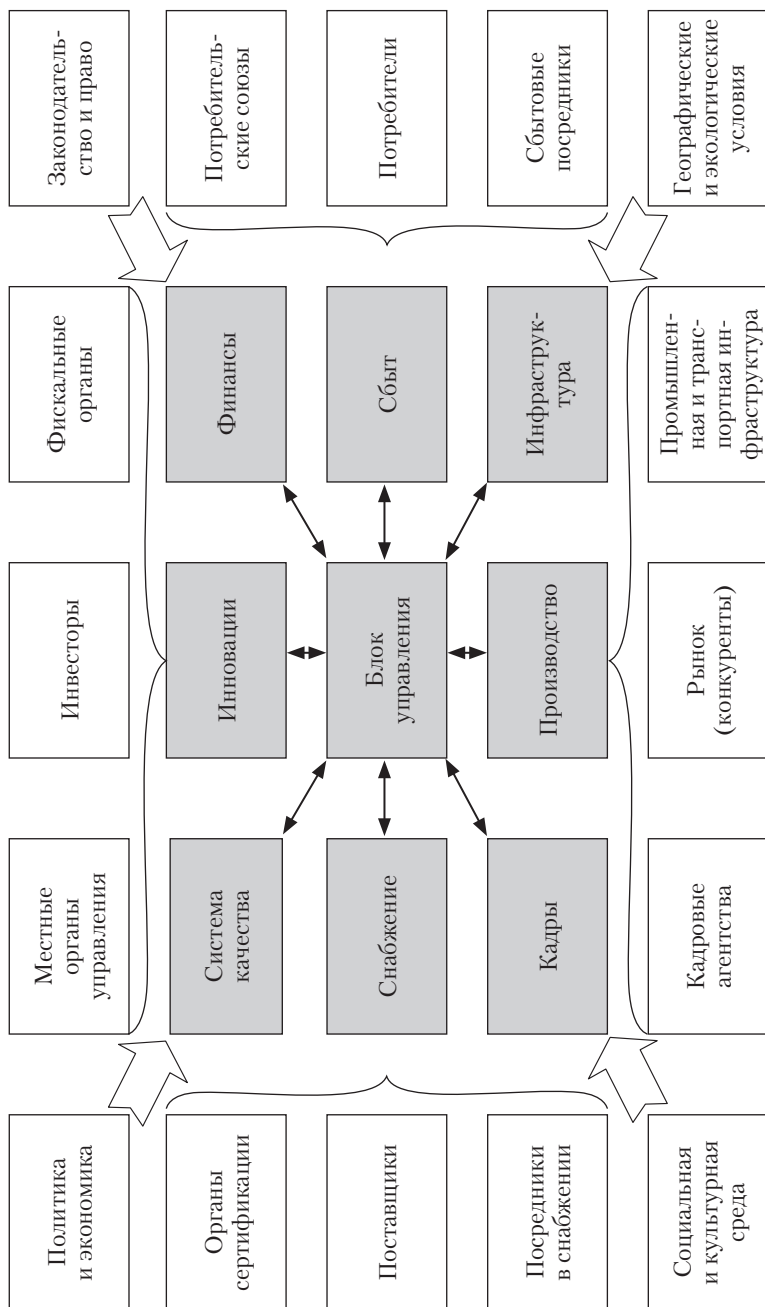 Политика
и экономика
Местные
органы
управления
Инвесторы
Фискальные
органы
Законодатель-
ство и право
Органы
сертификации
Система
качества
Инновации
Финансы
Потребитель-
ские союзы
Поставщики
Снабжение
Блок
управления
Сбыт
Потребители
Посредники
в снабжении
Кадры
Производство
Инфраструк-
тура
Сбытовые
посредники
Социальная
и культурная
среда
Кадровые
агентства
Рынок
(конкуренты)
Промышлен-
ная и транс-
портная ин-
фраструктура
Географические
и экологические
условия